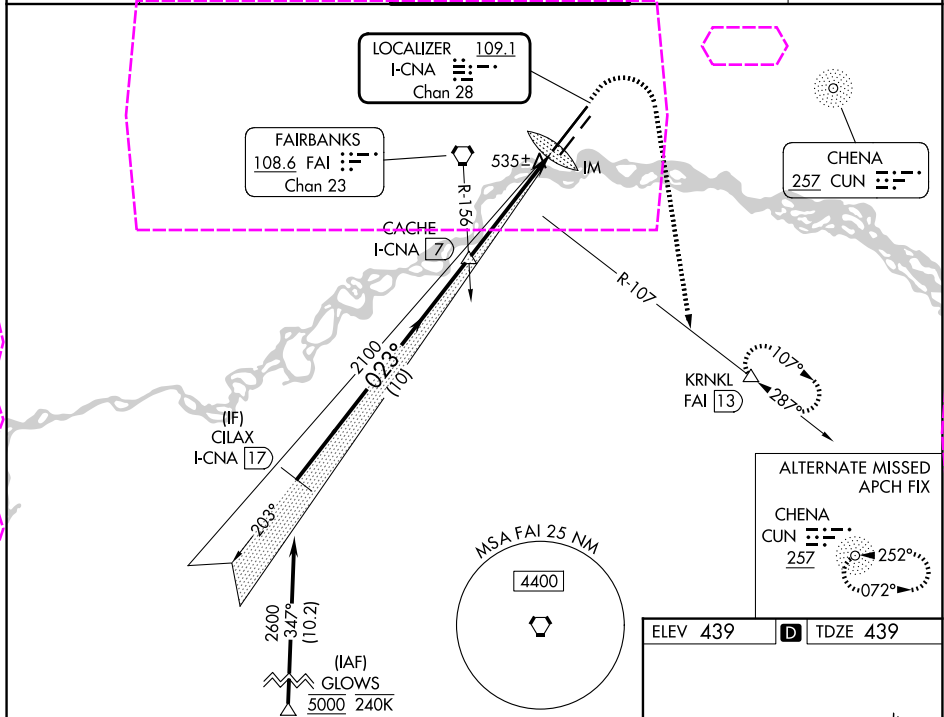 LOCALIZER 109.1
I-CNA
Chan 28
FAIRBANKS
108.6 FAI
Chan 23
535±
IM
CHENA
257 CUN
R-156
CACHE
I-CNA 7
R-107
2100
023°
(10)
KRNKL
FAI 13
107°
287°
(IF)
CILAX
I-CNA 17
203°
ALTERNATE MISSED
APCH FIX
CHENA
CUN
257
252°
072°
MSA FAI 25 NM
4400
2600
347°
(10.2)
(IAF)
GLOWS
5000 240K
ELEV 439 D TDZE 439